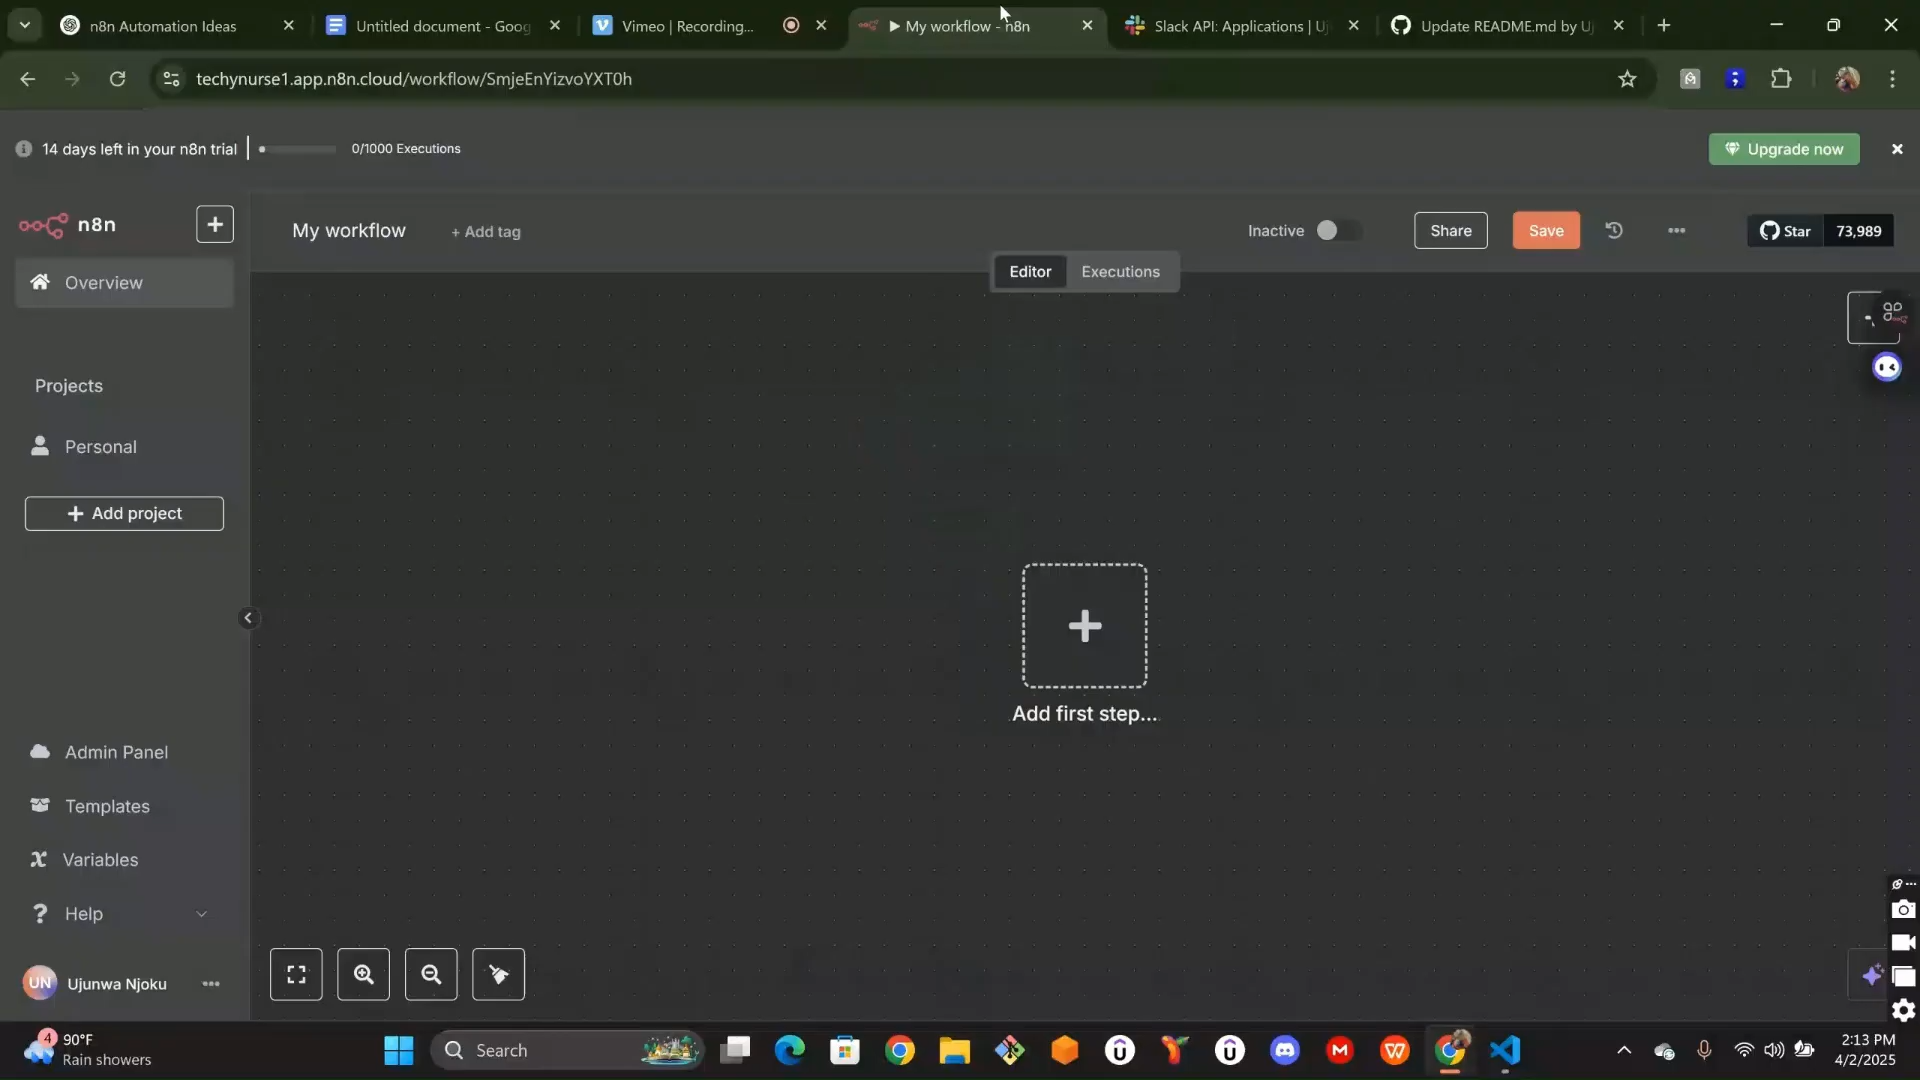 n8n Automation Ideas
Untitled document - Goog
Vimeo | Recording...
My workflow - n8n
Slack API: Applications | Uj
Update README.md by Uj
techynurse1.app.n8n.cloud/workflow/SmjeEnYizvoYXT0h
14 days left in your n8n trial
0/1000 Executions
Upgrade now
n8n
My workflow
+ Add tag
Inactive
Share
Save
Star
73,989
Editor
Executions
Overview
Projects
Personal
Add project
Add first step...
Admin Panel
Templates
Variables
Help
UN
Ujunwa Njoku
4
90°F
Rain showers
Search
2:13 PM
4/2/2025